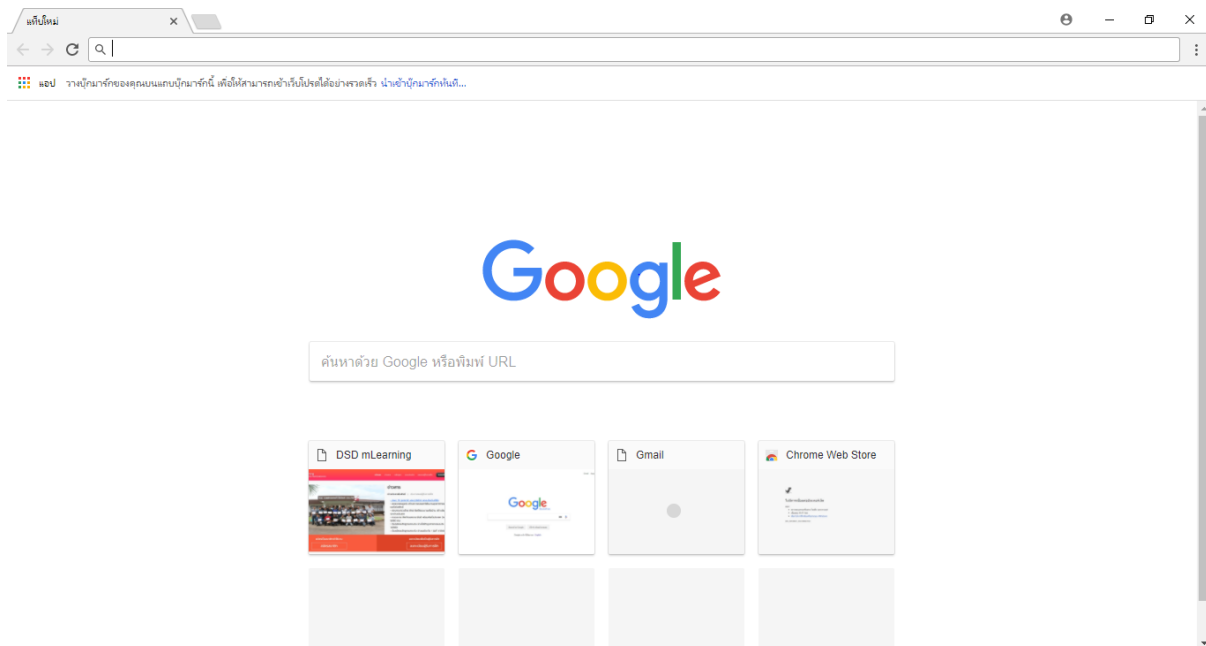 แท็บใหม่
แอป วางบุ๊กมาร์กของคุณบนแถบบุ๊กมาร์กนี้ เพื่อให้สามารถเข้าเว็บโปรดได้อย่างรวดเร็ว นำเข้าบุ๊กมาร์กทันที...
Google
ค้นหาด้วย Google หรือพิมพ์ URL
DSD mLearning
Google
Gmail
Chrome Web Store
Google